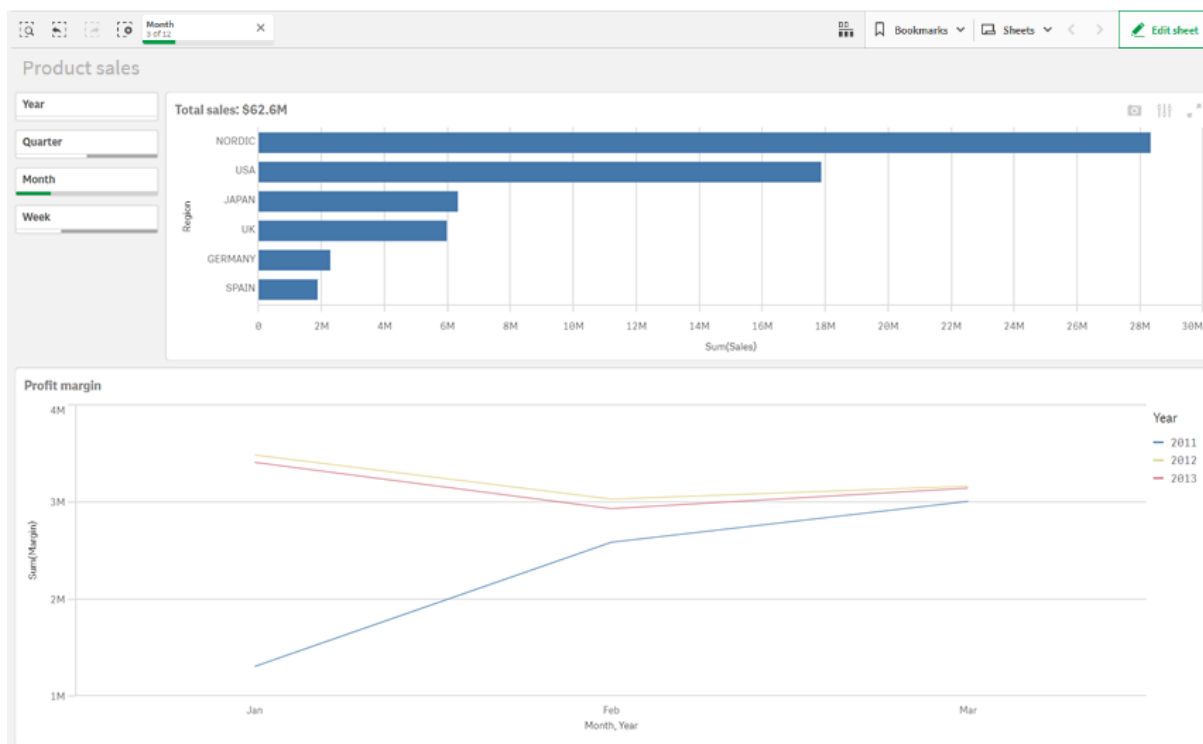 Month
3 of 12
Bookmarks
Sheets
Edit sheet
Product sales
Year
Quarter
Month
Week
Total sales: $62.6M
Region
NORDIC
USA
JAPAN
UK
GERMANY
SPAIN
0 2M 4M 6M 8M 10M 12M 14M 16M 18M 20M 22M 24M 26M 28M 30M
Sum(Sales)
Profit margin
Sum(Margin)
4M
3M
2M
1M
Jan Feb Mar
Month, Year
Year
2011
2012
2013